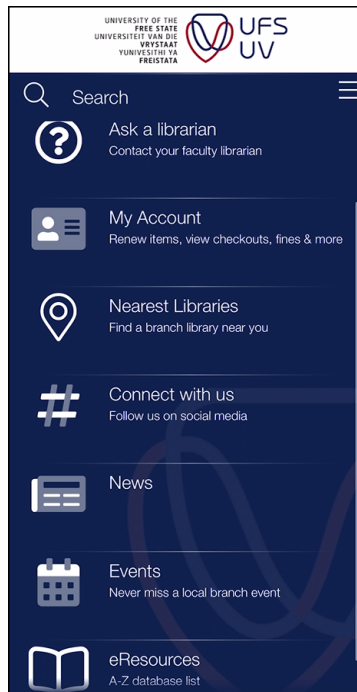 UNIVERSITY OF THE
FREE STATE
UNIVERSITEIT VAN DIE
VRYSTAAT
YUNIVESITHI YA
FREISTATA
UFS
UV
Search
Ask a librarian
Contact your faculty librarian
My Account
Renew items, view checkouts, fines & more
Nearest Libraries
Find a branch library near you
Connect with us
Follow us on social media
News
Events
Never miss a local branch event
eResources
A-Z database list